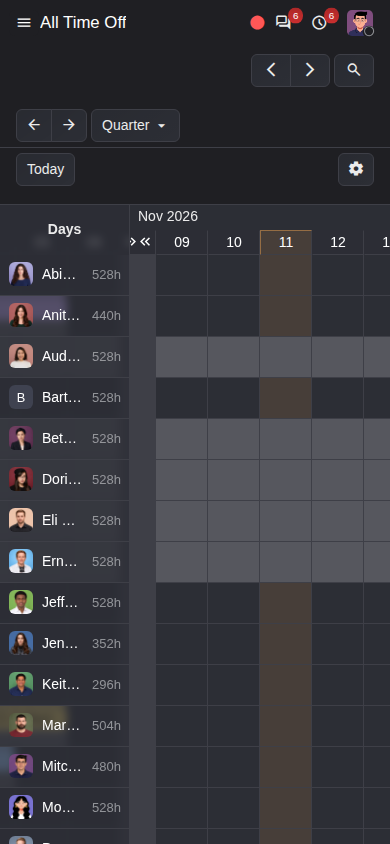 All Time Off
6
6
Quarter
Today
Nov 2026
Days
09
10
11
12
Abi... 528h
Anit... 440h
Aud... 528h
B Bart... 528h
Bet... 528h
Dori... 528h
Eli ... 528h
Ern... 528h
Jeff... 528h
Jen... 352h
Keit... 296h
Mar... 504h
Mitc... 480h
Mo... 528h